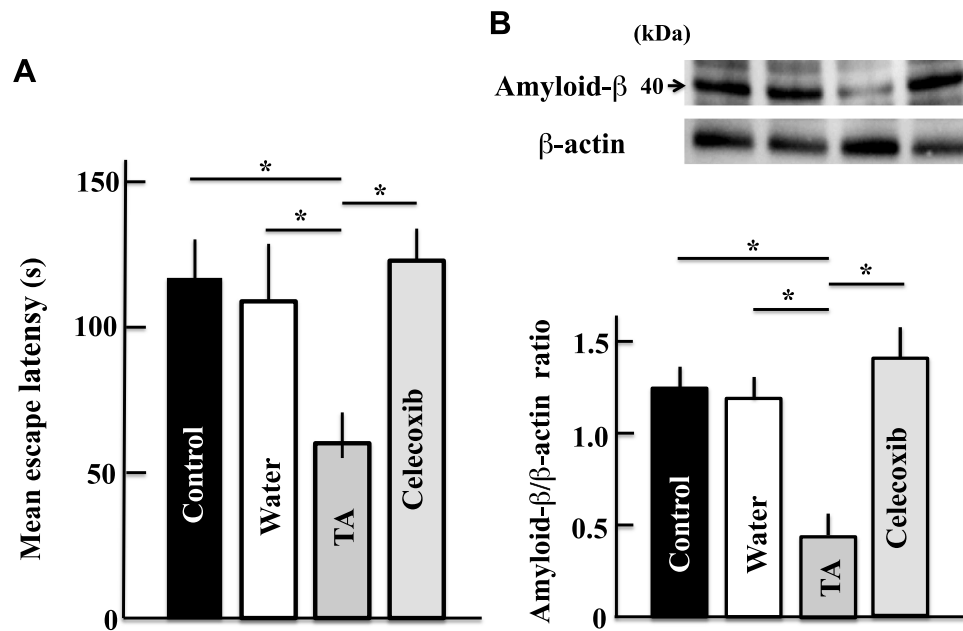 A
Mean escape latensy (s)
150
100
50
0
*
*
*
Control
Water
TA
Celecoxib
B
(kDa)
Amyloid-β 40
β-actin
Amyloid-β/β-actin ratio
1.5
1.0
0.5
0
*
*
*
Control
Water
TA
Celecoxib